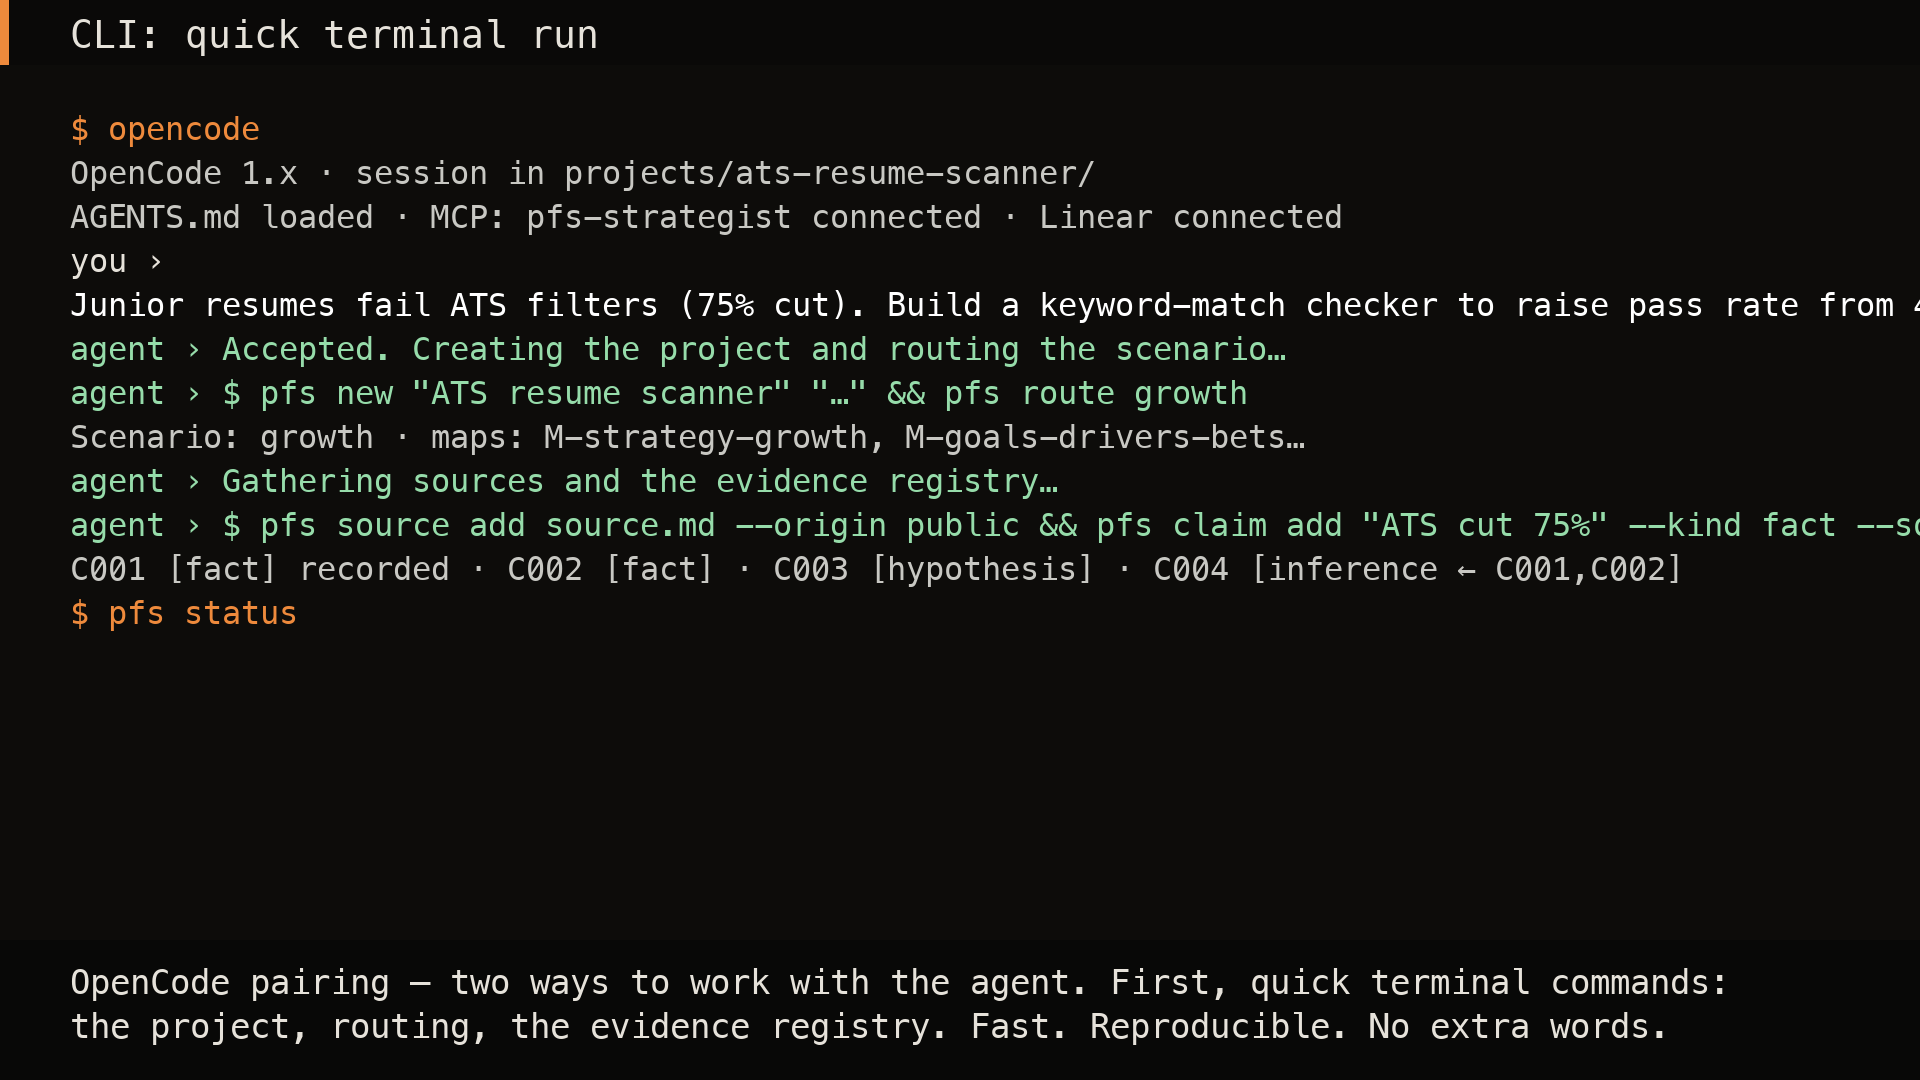 CLI: quick terminal run
$ opencode
OpenCode 1.x · session in projects/ats-resume-scanner/
AGENTS.md loaded · MCP: pfs-strategist connected · Linear connected
you ›
Junior resumes fail ATS filters (75% cut). Build a keyword-match checker to raise pass rate from
agent › Accepted. Creating the project and routing the scenario…
agent › $ pfs new "ATS resume scanner" "…" && pfs route growth
Scenario: growth · maps: M-strategy-growth, M-goals-drivers-bets…
agent › Gathering sources and the evidence registry…
agent › $ pfs source add source.md --origin public && pfs claim add "ATS cut 75%" --kind fact
C001 [fact] recorded · C002 [fact] · C003 [hypothesis] · C004 [inference ← C001,C002]
$ pfs status
OpenCode pairing — two ways to work with the agent. First, quick terminal commands:
the project, routing, the evidence registry. Fast. Reproducible. No extra words.